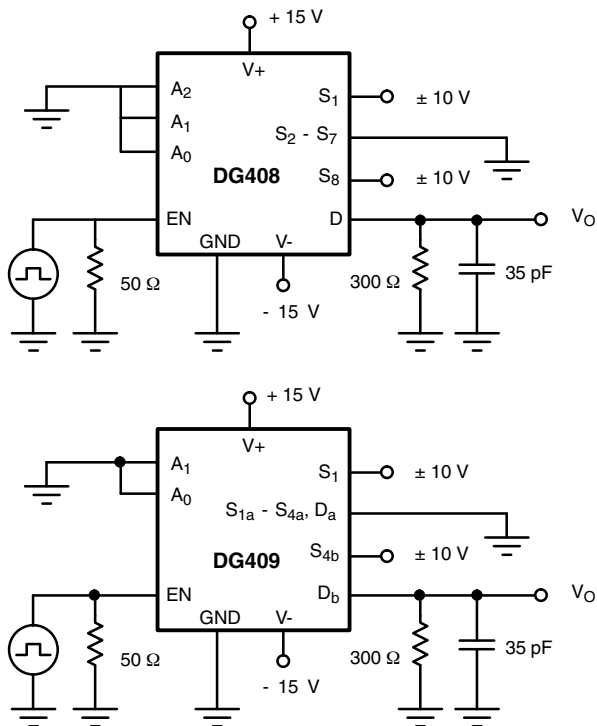 + 15 V
V+
A2
S1
± 10 V
A1
S2 - S7
A0
DG408
S8
± 10 V
EN
D
VO
GND
V-
50 Ω
300 Ω
35 pF
- 15 V
+ 15 V
V+
A1
S1
± 10 V
A0
S1a - S4a, Da
DG409
S4b
± 10 V
EN
Db
VO
GND
V-
50 Ω
300 Ω
35 pF
- 15 V